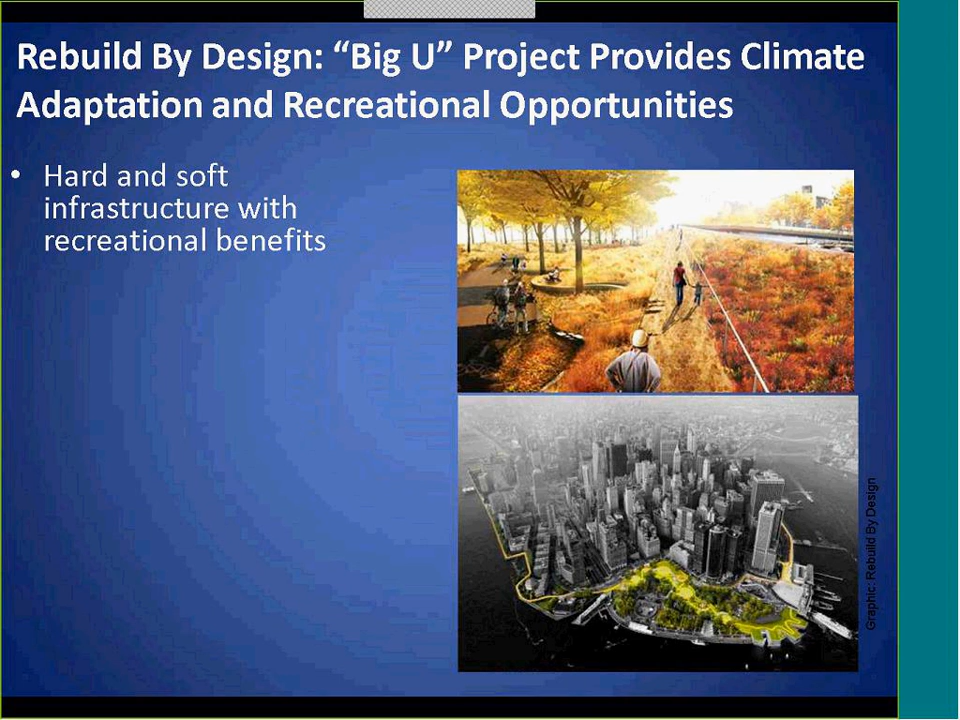 Rebuild By Design: “Big U” Project Provides Climate
Adaptation and Recreational Opportunities
• Hard and soft
infrastructure with
recreational benefits
Graphic: Rebuild By Design